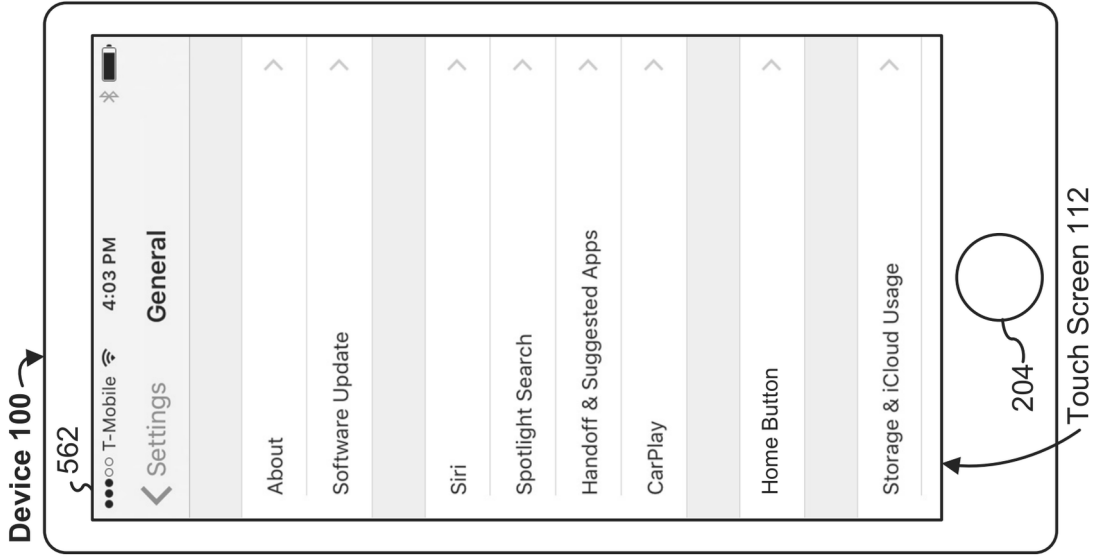 Device 100
562
T-Mobile 4:03 PM
Settings General
About
Software Update
Siri
Spotlight Search
Handoff & Suggested Apps
CarPlay
Home Button
Storage & iCloud Usage
204
Touch Screen 112